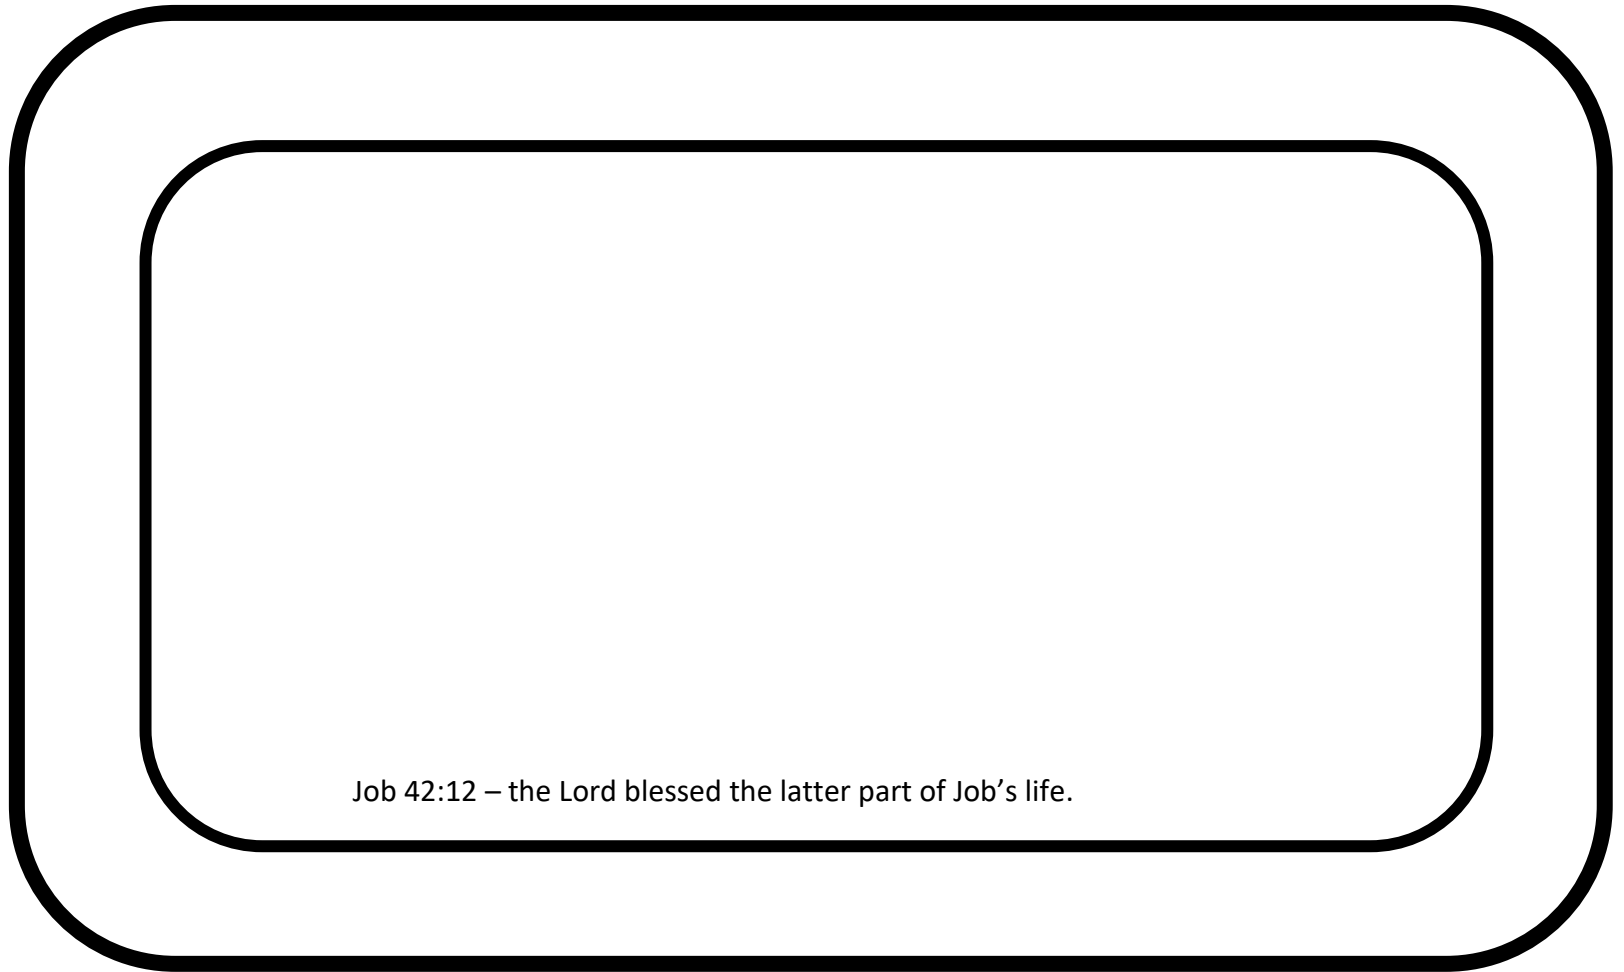 Job 42:12 – the Lord blessed the latter part of Job’s life.